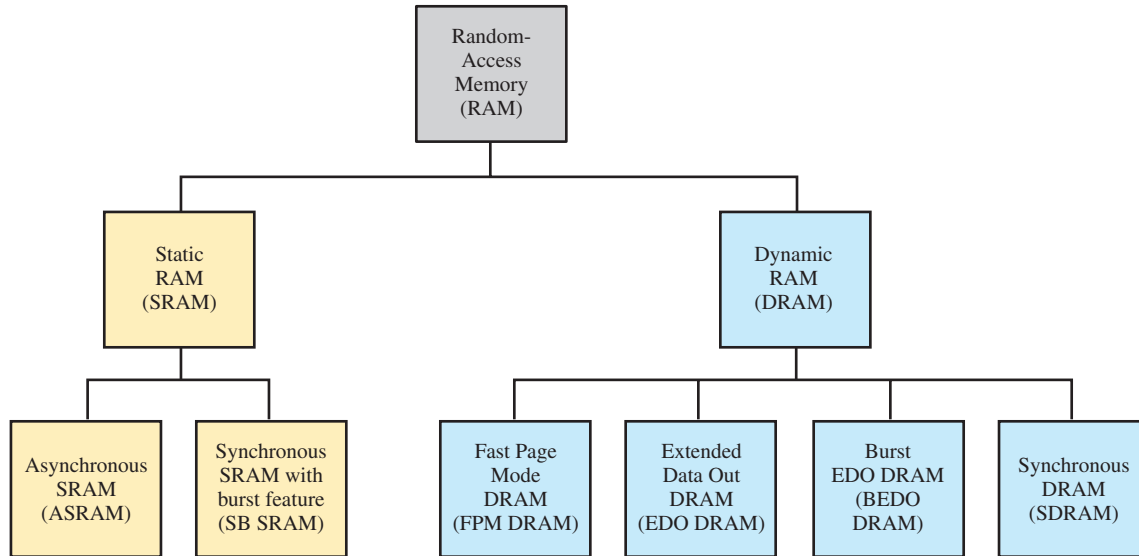 Random-
Access
Memory
(RAM)
Static
RAM
(SRAM)
Dynamic
RAM
(DRAM)
Asynchronous
SRAM
(ASRAM)
Synchronous
SRAM with
burst feature
(SB SRAM)
Fast Page
Mode
DRAM
(FPM DRAM)
Extended
Data Out
DRAM
(EDO DRAM)
Burst
EDO DRAM
(BEDO
DRAM)
Synchronous
DRAM
(SDRAM)